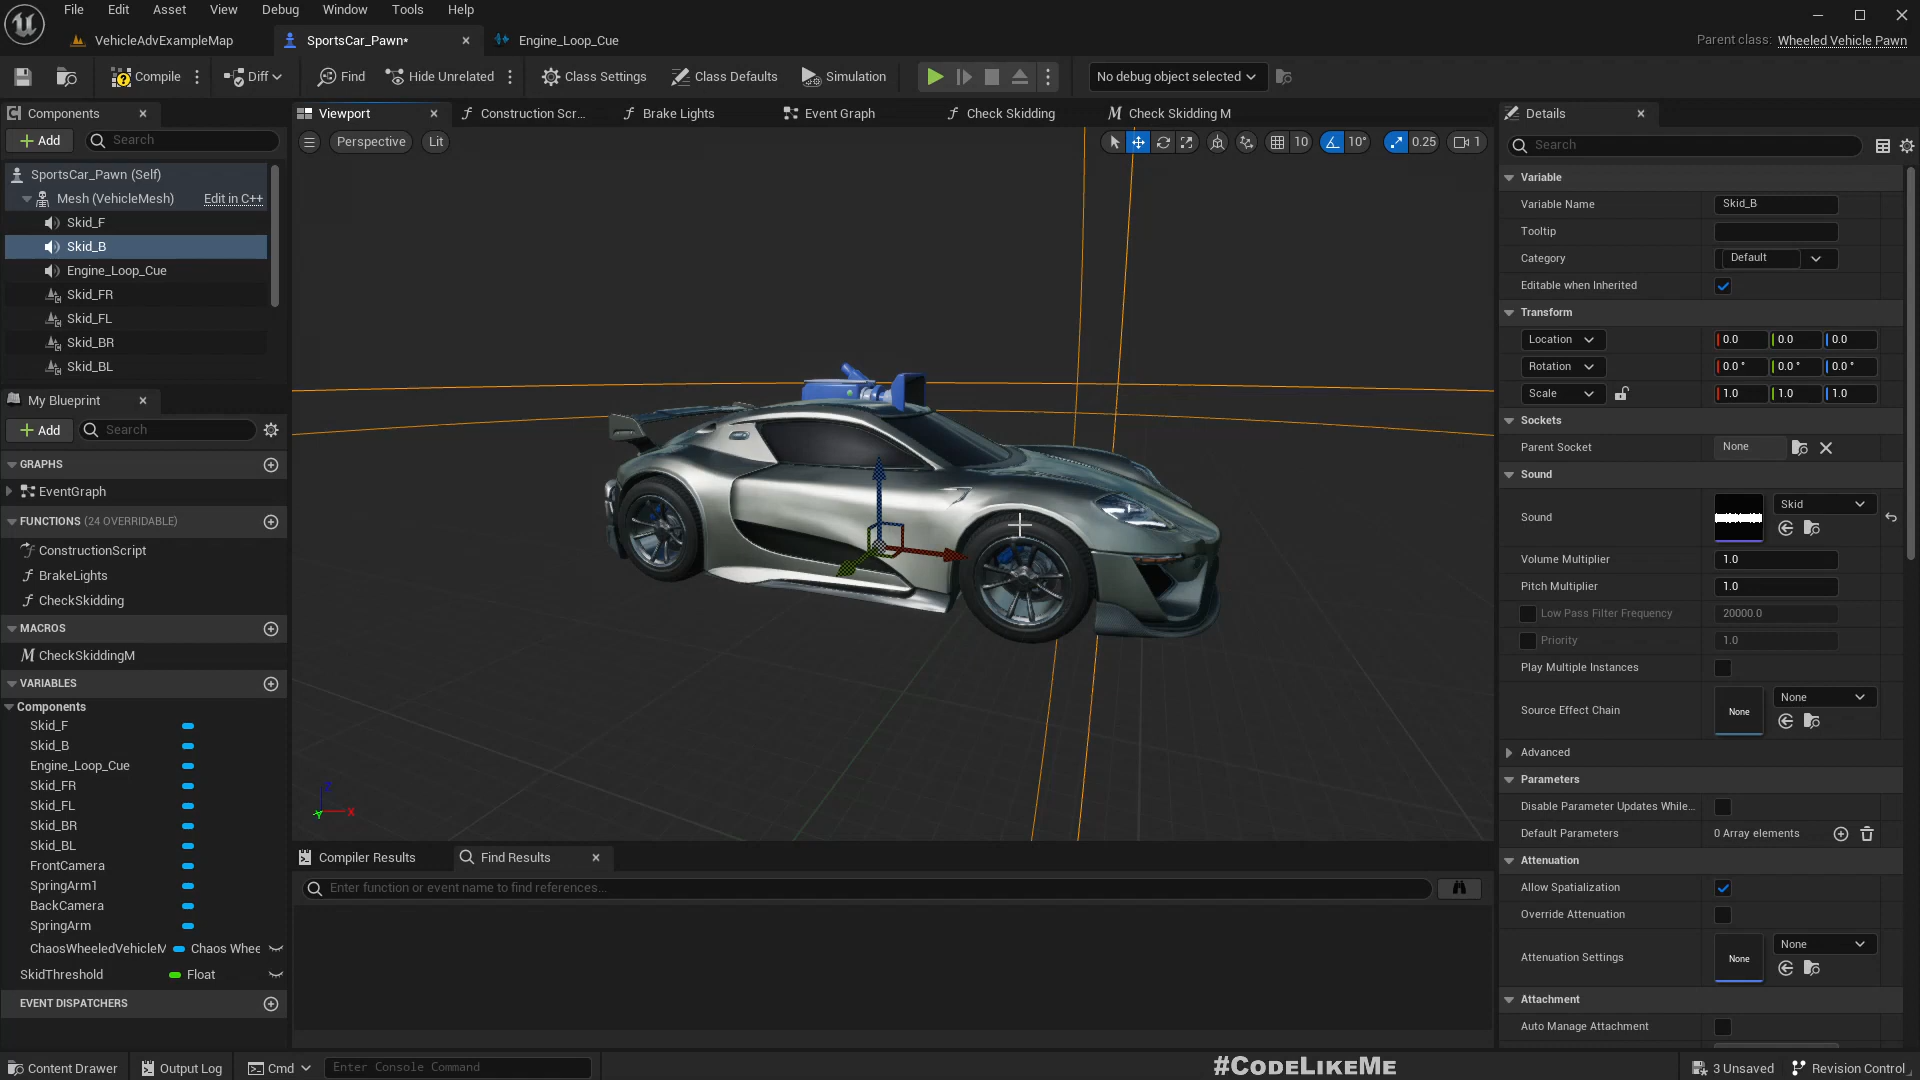 File Edit Asset View Debug Window Tools Help
VehicleAdvExampleMap SportsCar_Pawn* Engine_Loop_Cue Parent class: Wheeled Vehicle Pawn
Compile Diff Find Hide Unrelated Class Settings Class Defaults Simulation No debug object selected
Components
Add Search
SportsCar_Pawn (Self)
Mesh (VehicleMesh) Edit in C++
Skid_F
Skid_B
Engine_Loop_Cue
Skid_FR
Skid_FL
Skid_BR
Skid_BL
My Blueprint
Add Search
GRAPHS
EventGraph
FUNCTIONS (24 OVERRIDABLE)
ConstructionScript
BrakeLights
CheckSkidding
MACROS
CheckSkiddingM
VARIABLES
Components
Skid_F
Skid_B
Engine_Loop_Cue
Skid_FR
Skid_FL
Skid_BR
Skid_BL
FrontCamera
SpringArm1
BackCamera
SpringArm
ChaosWheeledVehicleM Chaos Whee
SkidThreshold Float
EVENT DISPATCHERS
Viewport Construction Scr... Brake Lights Event Graph Check Skidding Check Skidding M
Perspective Lit 10 10° 0.25 1
Z
X
Y
Compiler Results Find Results
Enter function or event name to find references...
Details
Search
Variable
Variable Name Skid_B
Tooltip
Category Default
Editable when Inherited
Transform
Location 0.0 0.0 0.0
Rotation 0.0 ° 0.0 ° 0.0 °
Scale 1.0 1.0 1.0
Sockets
Parent Socket None
Sound
Sound Skid
Volume Multiplier 1.0
Pitch Multiplier 1.0
Low Pass Filter Frequency 20000.0
Priority 1.0
Play Multiple Instances
Source Effect Chain None None
Advanced
Parameters
Disable Parameter Updates While...
Default Parameters 0 Array elements
Attenuation
Allow Spatialization
Override Attenuation
Attenuation Settings None None
Attachment
Auto Manage Attachment
Content Drawer Output Log Cmd Enter Console Command #CodeLikeMe 3 Unsaved Revision Control